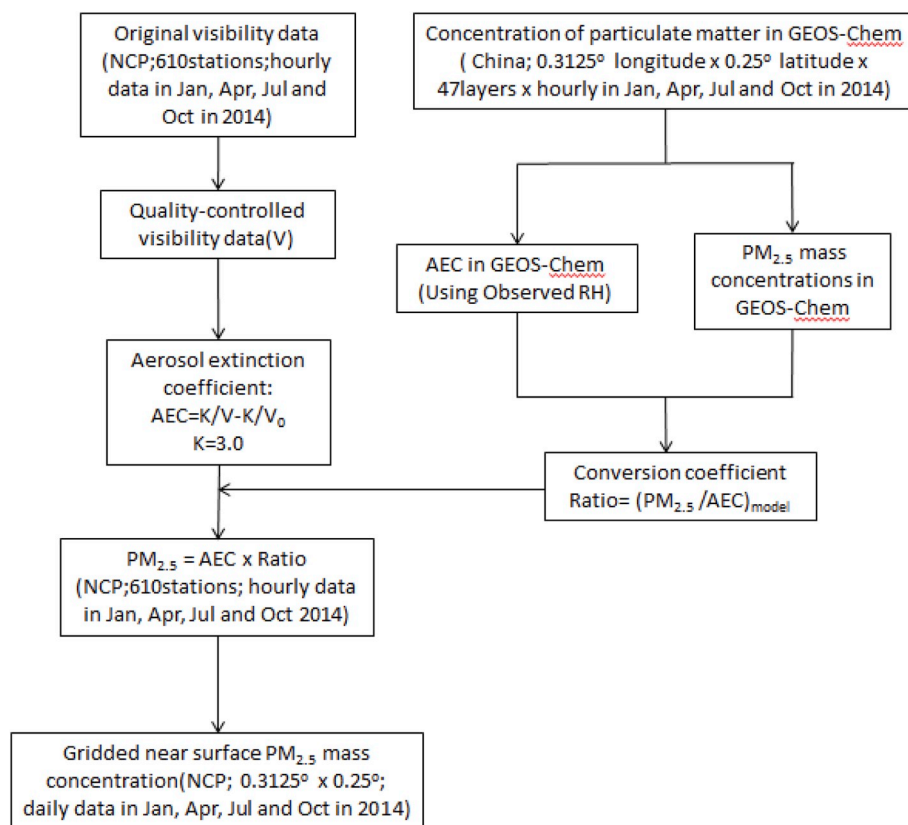 Original visibility data
(NCP;610stations;hourly
data in Jan, Apr, Jul and
Oct in 2014)
Concentration of particulate matter in GEOS-Chem
( China; 0.3125° longitude x 0.25° latitude x
47layers x hourly in Jan, Apr, Jul and Oct in 2014)
Quality-controlled
visibility data(V)
AEC in GEOS-Chem
(Using Observed RH)
PM2.5 mass
concentrations in
GEOS-Chem
Aerosol extinction
coefficient:
AEC=K/V-K/V0
K=3.0
Conversion coefficient
Ratio= (PM2.5 /AEC)model
PM2.5 = AEC x Ratio
(NCP;610stations; hourly data
in Jan, Apr, Jul and Oct 2014)
Gridded near surface PM2.5 mass
concentration(NCP; 0.3125° x 0.25°;
daily data in Jan, Apr, Jul and Oct in 2014)